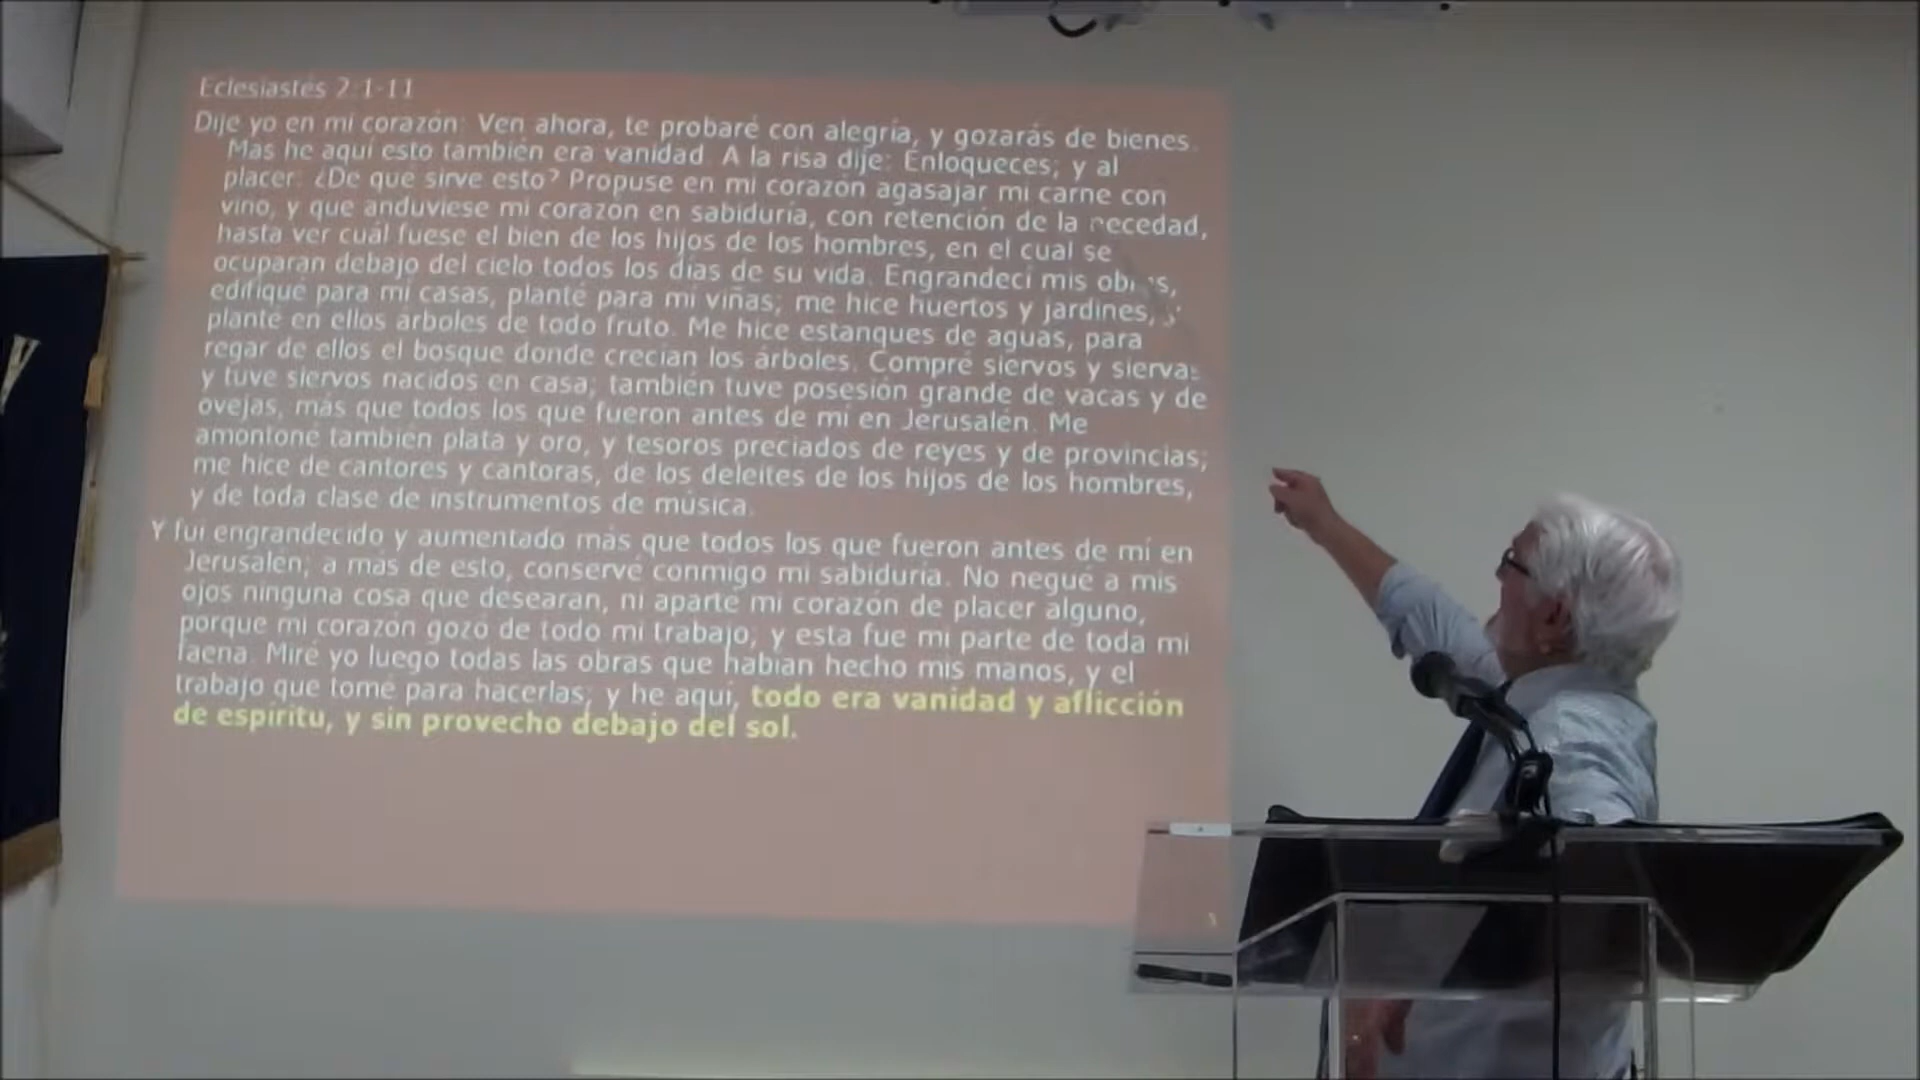 Eclesiastés 2:1-11
Dije yo en mi corazón: Ven ahora, te probaré con alegría, y gozarás de bienes.
Mas he aquí esto también era vanidad. A la risa dije: Enloqueces; y al
placer: ¿De qué sirve esto? Propuse en mi corazón agasajar mi carne con
vino, y que anduviese mi corazón en sabiduría, con retención de la necedad,
hasta ver cuál fuese el bien de los hijos de los hombres, en el cual se
ocuparan debajo del cielo todos los días de su vida. Engrandecí mis obras,
edifiqué para mí casas, planté para mí viñas; me hice huertos y jardines, y
planté en ellos árboles de todo fruto. Me hice estanques de aguas, para
regar de ellos el bosque donde crecían los árboles. Compré siervos y siervas
y tuve siervos nacidos en casa; también tuve posesión grande de vacas y de
ovejas, más que todos los que fueron antes de mí en Jerusalén. Me
amontoné también plata y oro, y tesoros preciados de reyes y de provincias;
me hice de cantores y cantoras, de los deleites de los hijos de los hombres,
y de toda clase de instrumentos de música.
Y fui engrandecido y aumentado más que todos los que fueron antes de mí en
Jerusalén; a más de esto, conservé conmigo mi sabiduría. No negué a mis
ojos ninguna cosa que desearan, ni aparté mi corazón de placer alguno,
porque mi corazón gozó de todo mi trabajo; y esta fue mi parte de toda mi
faena. Miré yo luego todas las obras que habían hecho mis manos, y el
trabajo que tomé para hacerlas; y he aquí, todo era vanidad y aflicción
de espíritu, y sin provecho debajo del sol.